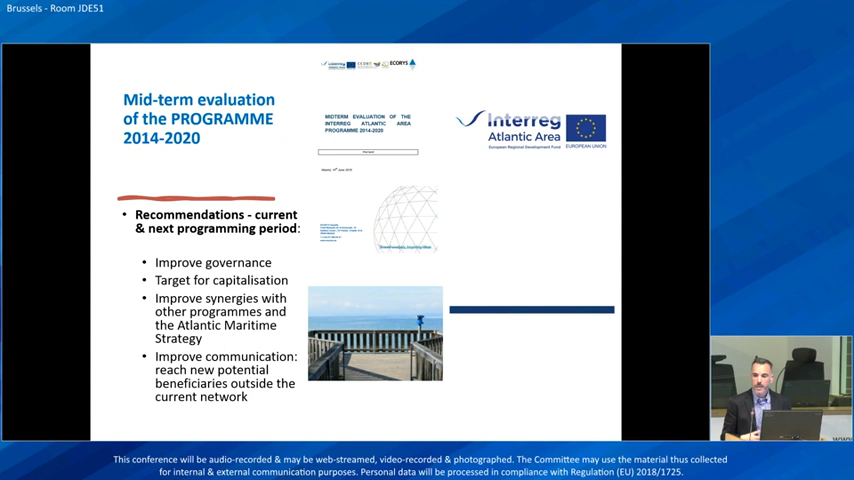 Brussels - Room JDE51
Mid-term evaluation
of the PROGRAMME
2014-2020
Recommendations - current
& next programming period:
Improve governance
Target for capitalisation
Improve synergies with
other programmes and
the Atlantic Maritime
Strategy
Improve communication:
reach new potential
beneficiaries outside the
current network
ECORYS
MIDTERM EVALUATION OF THE
INTERREG ATLANTIC AREA
PROGRAMME 2014-2020
Interreg
Atlantic Area
European Regional Development Fund
EUROPEAN UNION
This conference will be audio-recorded & may be web-streamed, video-recorded & photographed. The Committee may use the material thus collected
for internal & external communication purposes. Personal data will be processed in compliance with Regulation (EU) 2018/1725.